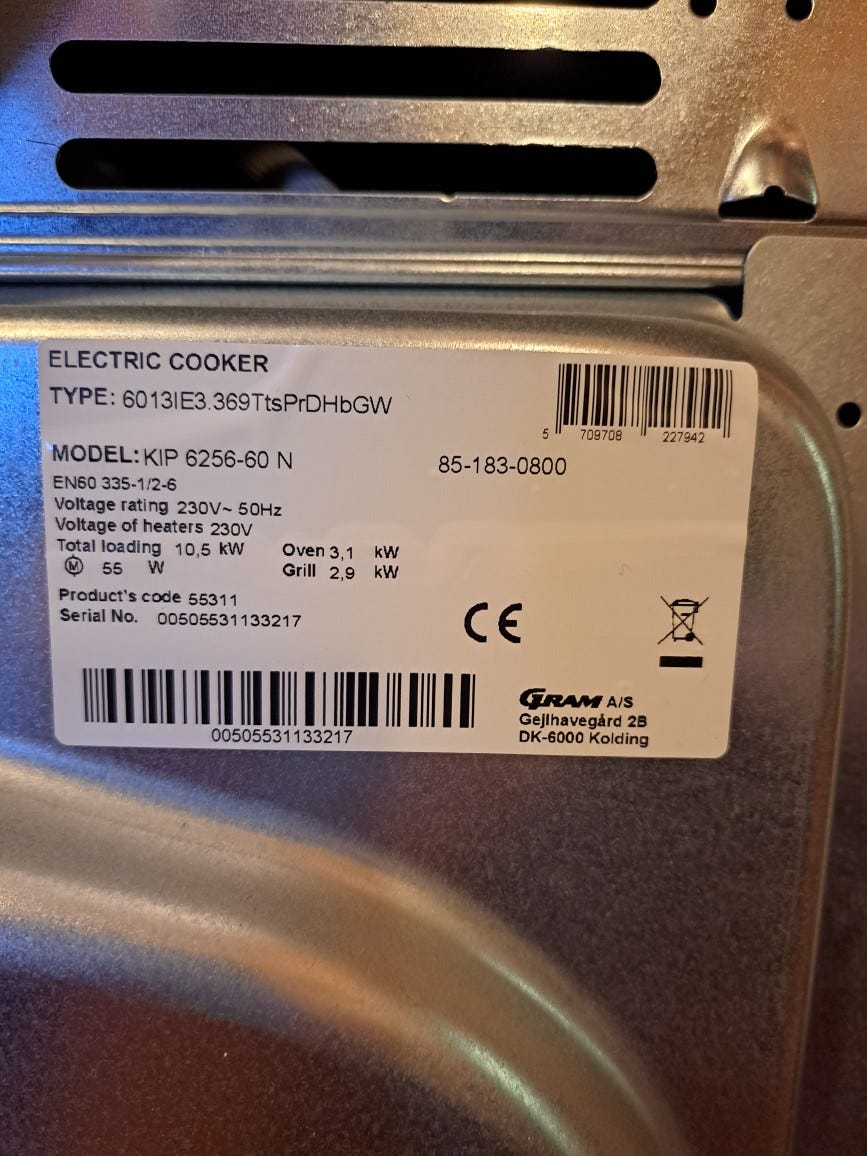 ELECTRIC COOKER
TYPE: 6013IE3.369TtsPrDHbGW
5 709708 227942
MODEL: KIP 6256-60 N
85-183-0800
EN60 335-1/2-6
Voltage rating 230V~ 50Hz
Voltage of heaters 230V
Total loading 10,5 kW Oven 3,1 kW
M 55 W Grill 2,9 kW
Product's code 55311
Serial No. 00505531133217
CE
00505531133217
GRAM A/S
Gejlhavegård 2B
DK-6000 Kolding